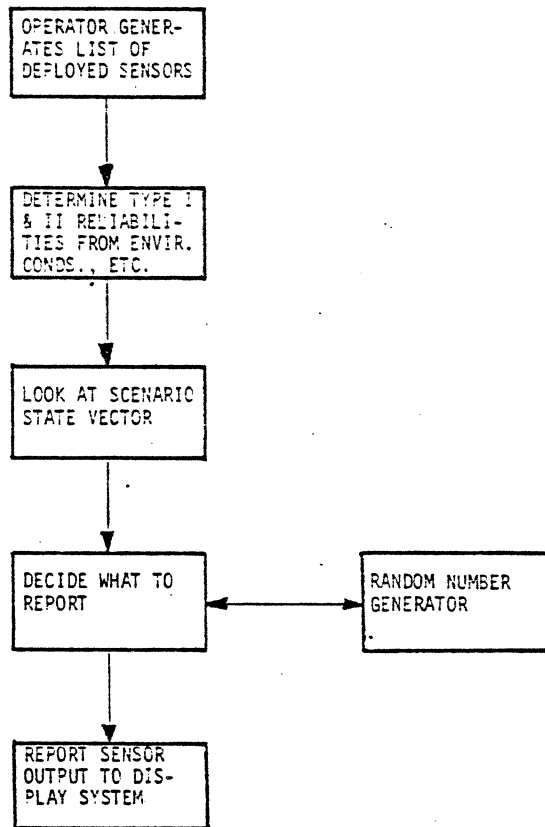 OPERATOR GENER-
ATES LIST OF
DEPLOYED SENSORS
DETERMINE TYPE I
& II RELIABILI-
TIES FROM ENVIR.
CONDS., ETC.
LOOK AT SCENARIO
STATE VECTOR
DECIDE WHAT TO
REPORT
RANDOM NUMBER
GENERATOR
REPORT SENSOR
OUTPUT TO DIS-
PLAY SYSTEM